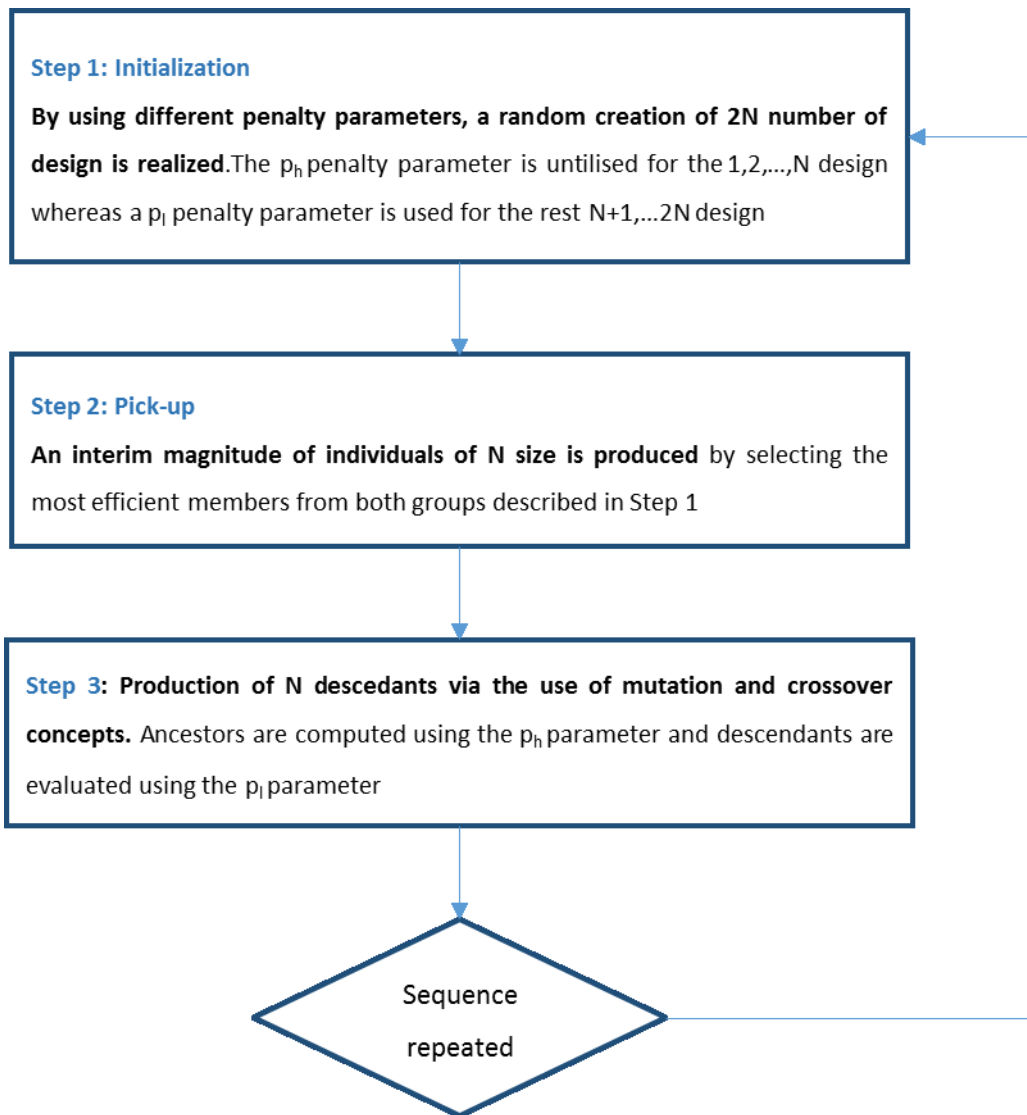 Step 1: Initialization
By using different penalty parameters, a random creation of 2N number of
design is realized.The ph penalty parameter is untilised for the 1,2,...,N design
whereas a pl penalty parameter is used for the rest N+1,...2N design
Step 2: Pick-up
An interim magnitude of individuals of N size is produced by selecting the
most efficient members from both groups described in Step 1
Step 3: Production of N descedants via the use of mutation and crossover
concepts. Ancestors are computed using the ph parameter and descendants are
evaluated using the pl parameter
Sequence
repeated